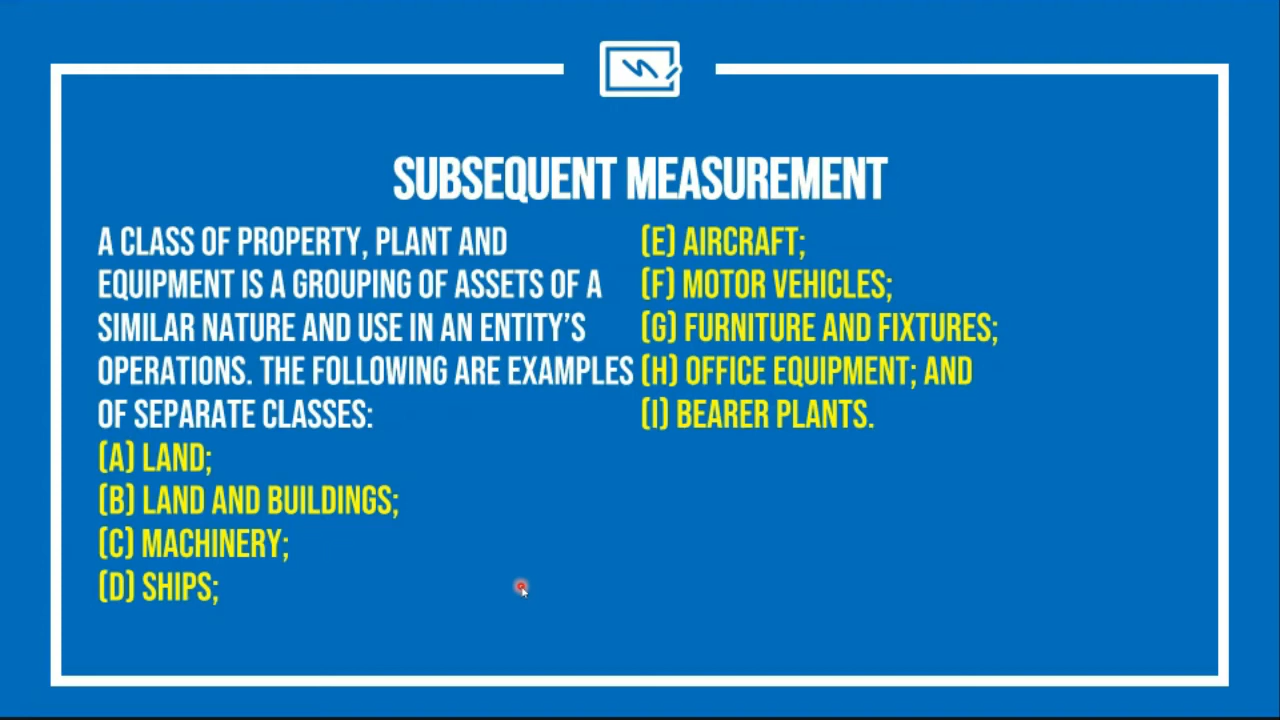 SUBSEQUENT MEASUREMENT
A CLASS OF PROPERTY, PLANT AND
EQUIPMENT IS A GROUPING OF ASSETS OF A
SIMILAR NATURE AND USE IN AN ENTITY’S
OPERATIONS. THE FOLLOWING ARE EXAMPLES
OF SEPARATE CLASSES:
(A) LAND;
(B) LAND AND BUILDINGS;
(C) MACHINERY;
(D) SHIPS;
(E) AIRCRAFT;
(F) MOTOR VEHICLES;
(G) FURNITURE AND FIXTURES;
(H) OFFICE EQUIPMENT; AND
(I) BEARER PLANTS.